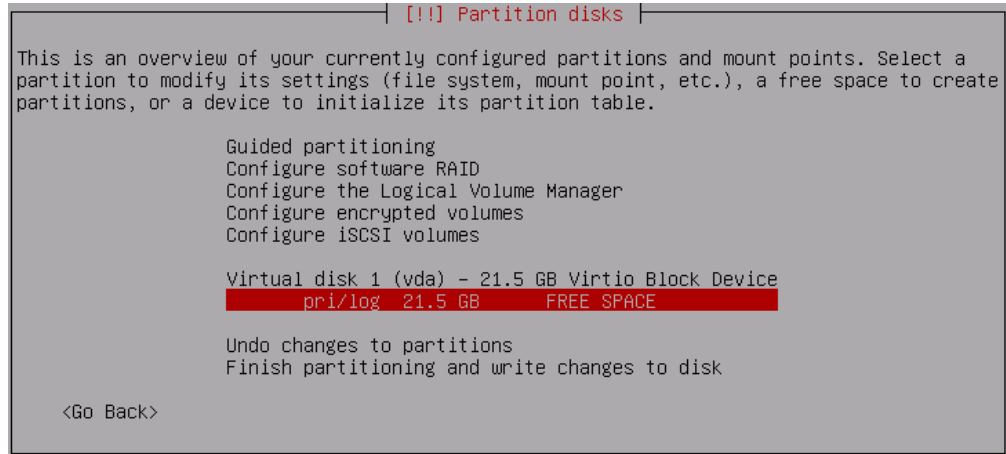 [!!] Partition disks
This is an overview of your currently configured partitions and mount points. Select a
partition to modify its settings (file system, mount point, etc.), a free space to create
partitions, or a device to initialize its partition table.
Guided partitioning
Configure software RAID
Configure the Logical Volume Manager
Configure encrypted volumes
Configure iSCSI volumes
Virtual disk 1 (vda) - 21.5 GB Virtio Block Device
pri/log 21.5 GB FREE SPACE
Undo changes to partitions
Finish partitioning and write changes to disk
<Go Back>